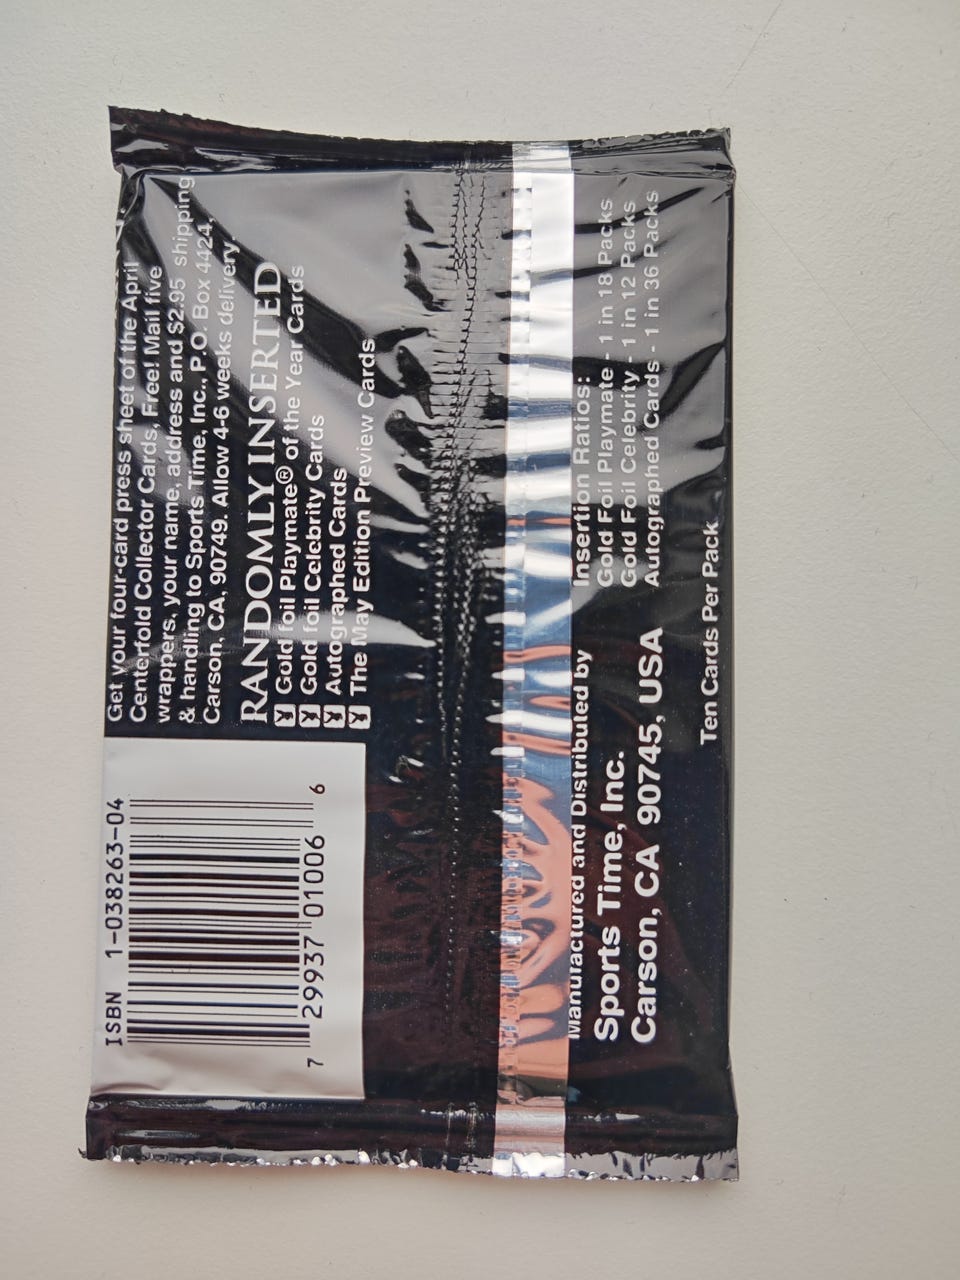 Get your four-card press sheet of the April
Centerfold Collector Cards, Free! Mail five
wrappers, your name, address and $2.95 shipping
& handling to Sports Time, Inc., P.O. Box 4424,
Carson, CA, 90749. Allow 4-6 weeks delivery
RANDOMLY INSERTED
Gold foil Playmate® of the Year Cards
Gold foil Celebrity Cards
Autographed Cards
The May Edition Preview Cards
ISBN 1-038263-04
7 29937 01006 6
Insertion Ratios:
Gold Foil Playmate - 1 in 18 Packs
Gold Foil Celebrity - 1 in 12 Packs
Autographed Cards - 1 in 36 Packs
Manufactured and Distributed by
Sports Time, Inc.
Carson, CA 90745, USA
Ten Cards Per Pack